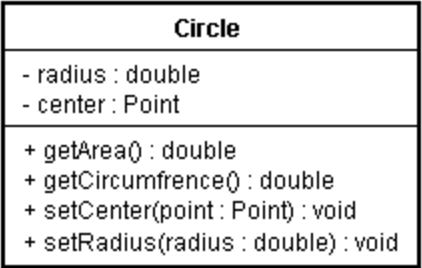 Circle
- radius : double
- center : Point
+ getArea() : double
+ getCircumfrence() : double
+ setCenter(point : Point) : void
+ setRadius(radius : double) : void